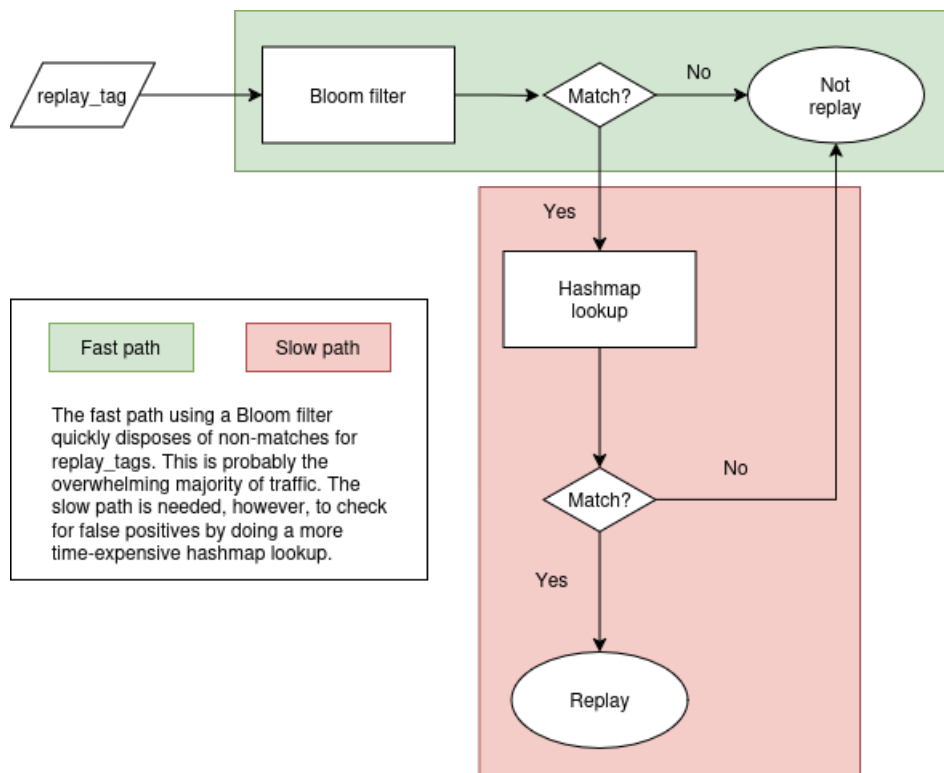 replay_tag
Bloom filter
Match?
No
Not
replay
Yes
Hashmap
lookup
Match?
No
Yes
Replay
Fast path
Slow path
The fast path using a Bloom filter
quickly disposes of non-matches for
replay_tags. This is probably the
overwhelming majority of traffic. The
slow path is needed, however, to check
for false positives by doing a more
time-expensive hashmap lookup.